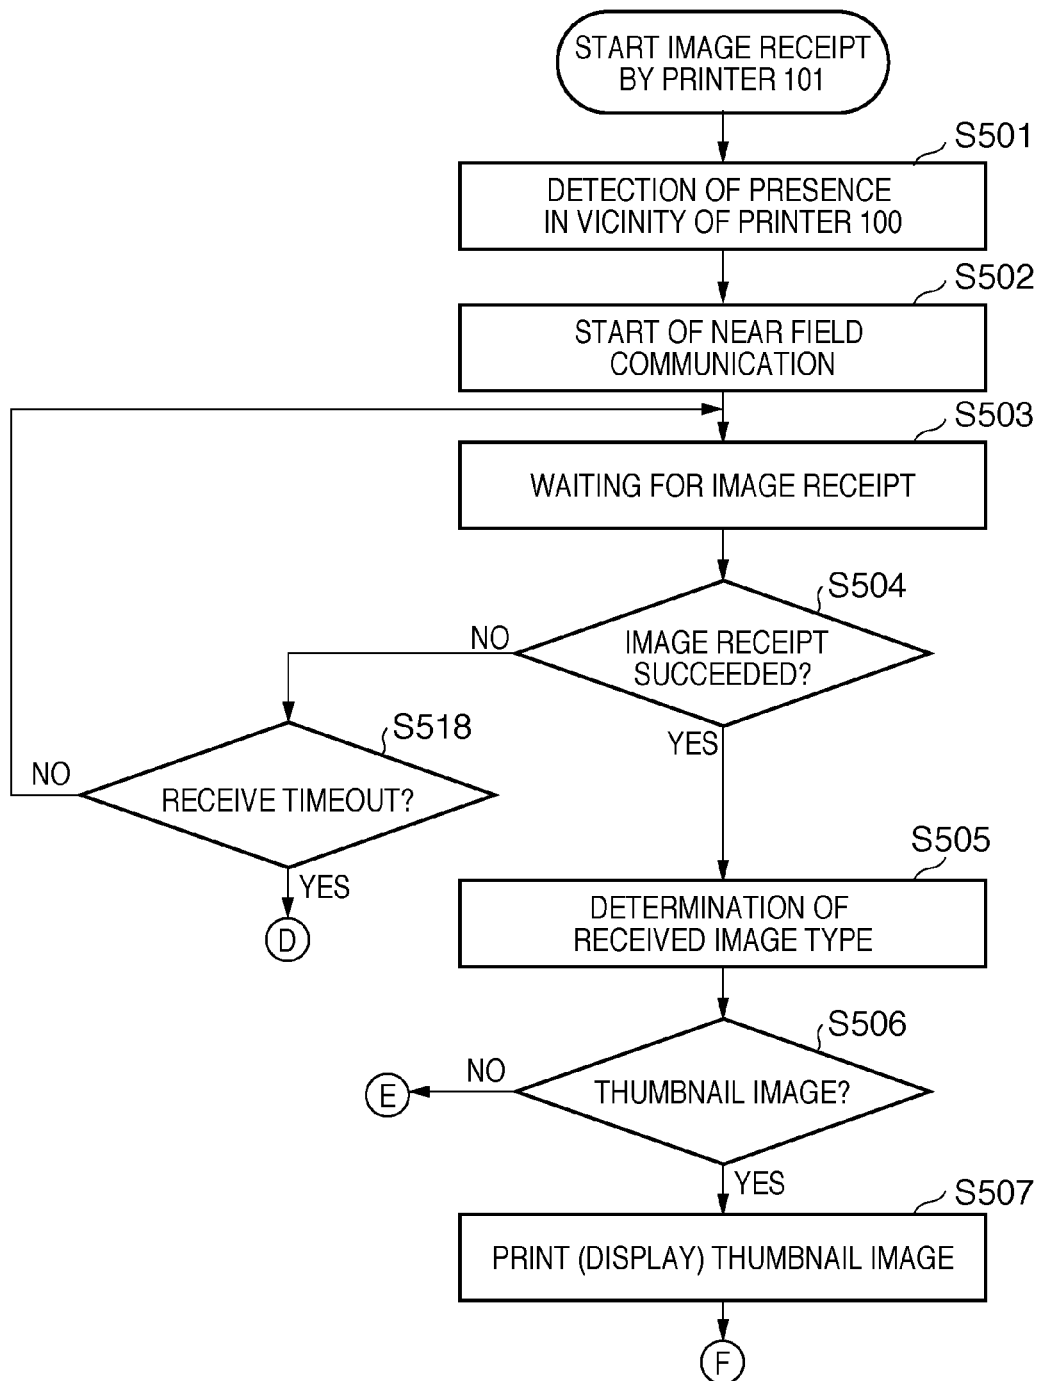 START IMAGE RECEIPT
BY PRINTER 101
S501
DETECTION OF PRESENCE
IN VICINITY OF PRINTER 100
S502
START OF NEAR FIELD
COMMUNICATION
S503
WAITING FOR IMAGE RECEIPT
S504
NO
IMAGE RECEIPT
SUCCEEDED?
YES
S518
NO
RECEIVE TIMEOUT?
YES
D
S505
DETERMINATION OF
RECEIVED IMAGE TYPE
S506
NO
E
THUMBNAIL IMAGE?
YES
S507
PRINT (DISPLAY) THUMBNAIL IMAGE
F